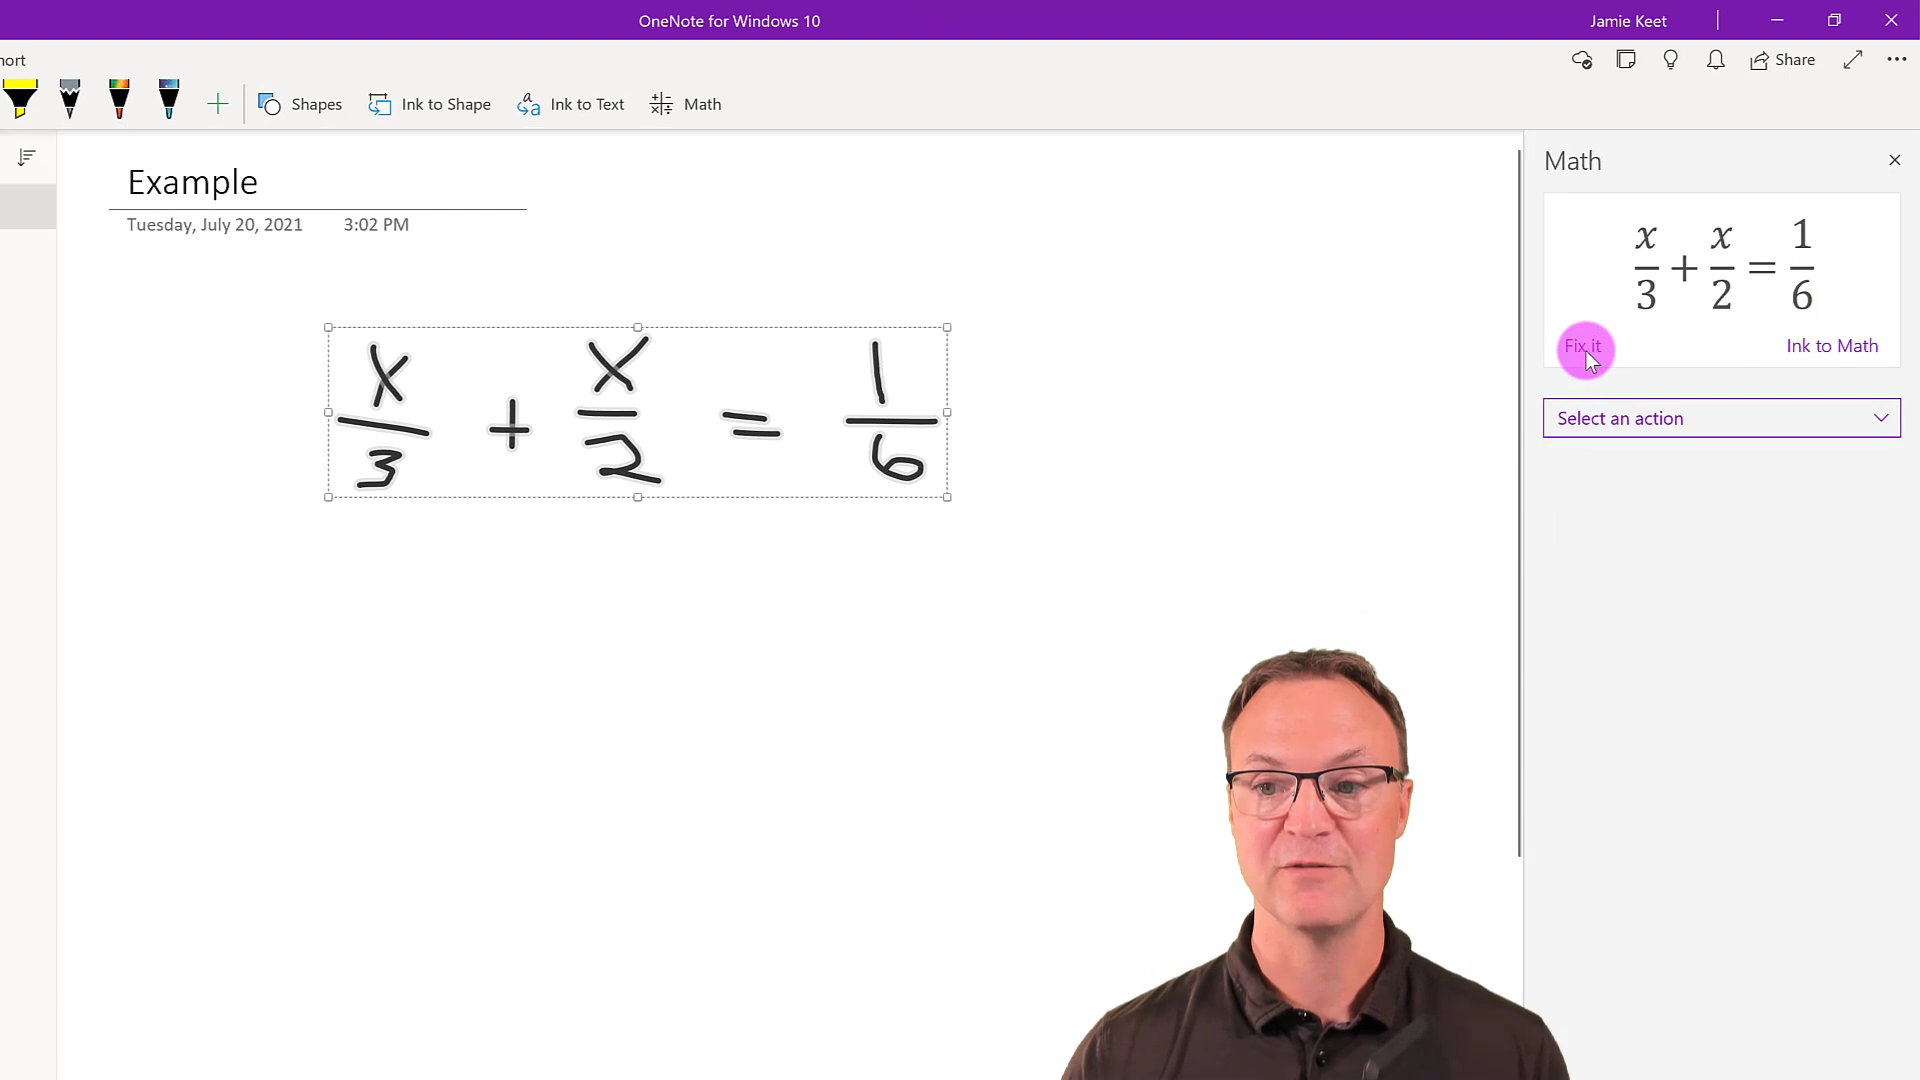 OneNote for Windows 10
Jamie Keet
hort
Share
Shapes
Ink to Shape
Ink to Text
Math
Example
Tuesday, July 20, 2021 3:02 PM
x/3 + x/2 = 1/6
Math
x/3 + x/2 = 1/6
Fix it
Ink to Math
Select an action